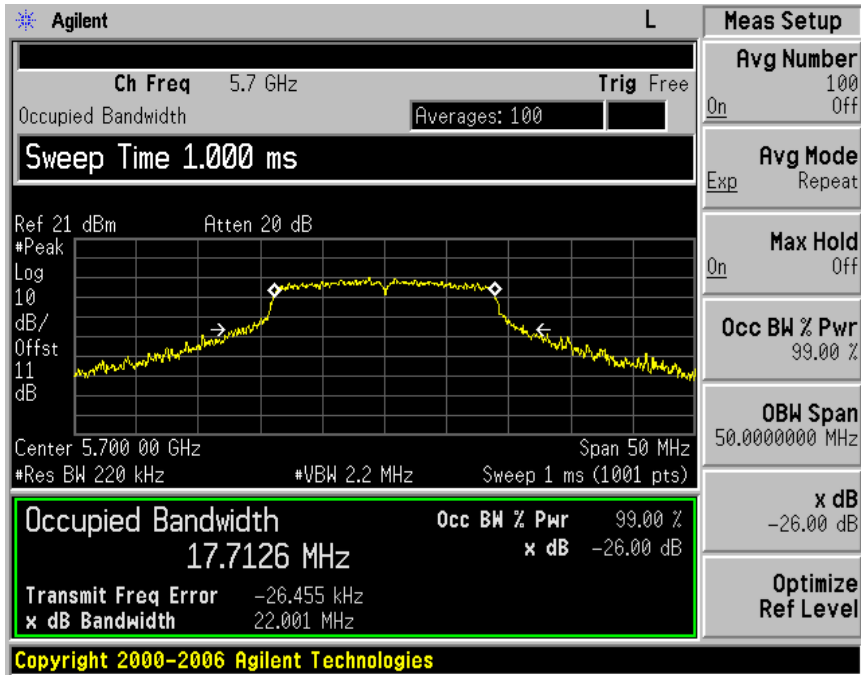 Agilent L
Ch Freq 5.7 GHz Trig Free
Occupied Bandwidth Averages: 100
Sweep Time 1.000 ms
Ref 21 dBm Atten 20 dB
#Peak
Log
10
dB/
Offst
11
dB
Center 5.700 00 GHz Span 50 MHz
#Res BW 220 kHz #VBW 2.2 MHz Sweep 1 ms (1001 pts)
Occupied Bandwidth Occ BW % Pwr 99.00 %
17.7126 MHz x dB -26.00 dB
Transmit Freq Error -26.455 kHz
x dB Bandwidth 22.001 MHz
Copyright 2000-2006 Agilent Technologies
Meas Setup
Avg Number
100
On Off
Avg Mode
Exp Repeat
Max Hold
On Off
Occ BW % Pwr
99.00 %
OBW Span
50.0000000 MHz
x dB
-26.00 dB
Optimize
Ref Level